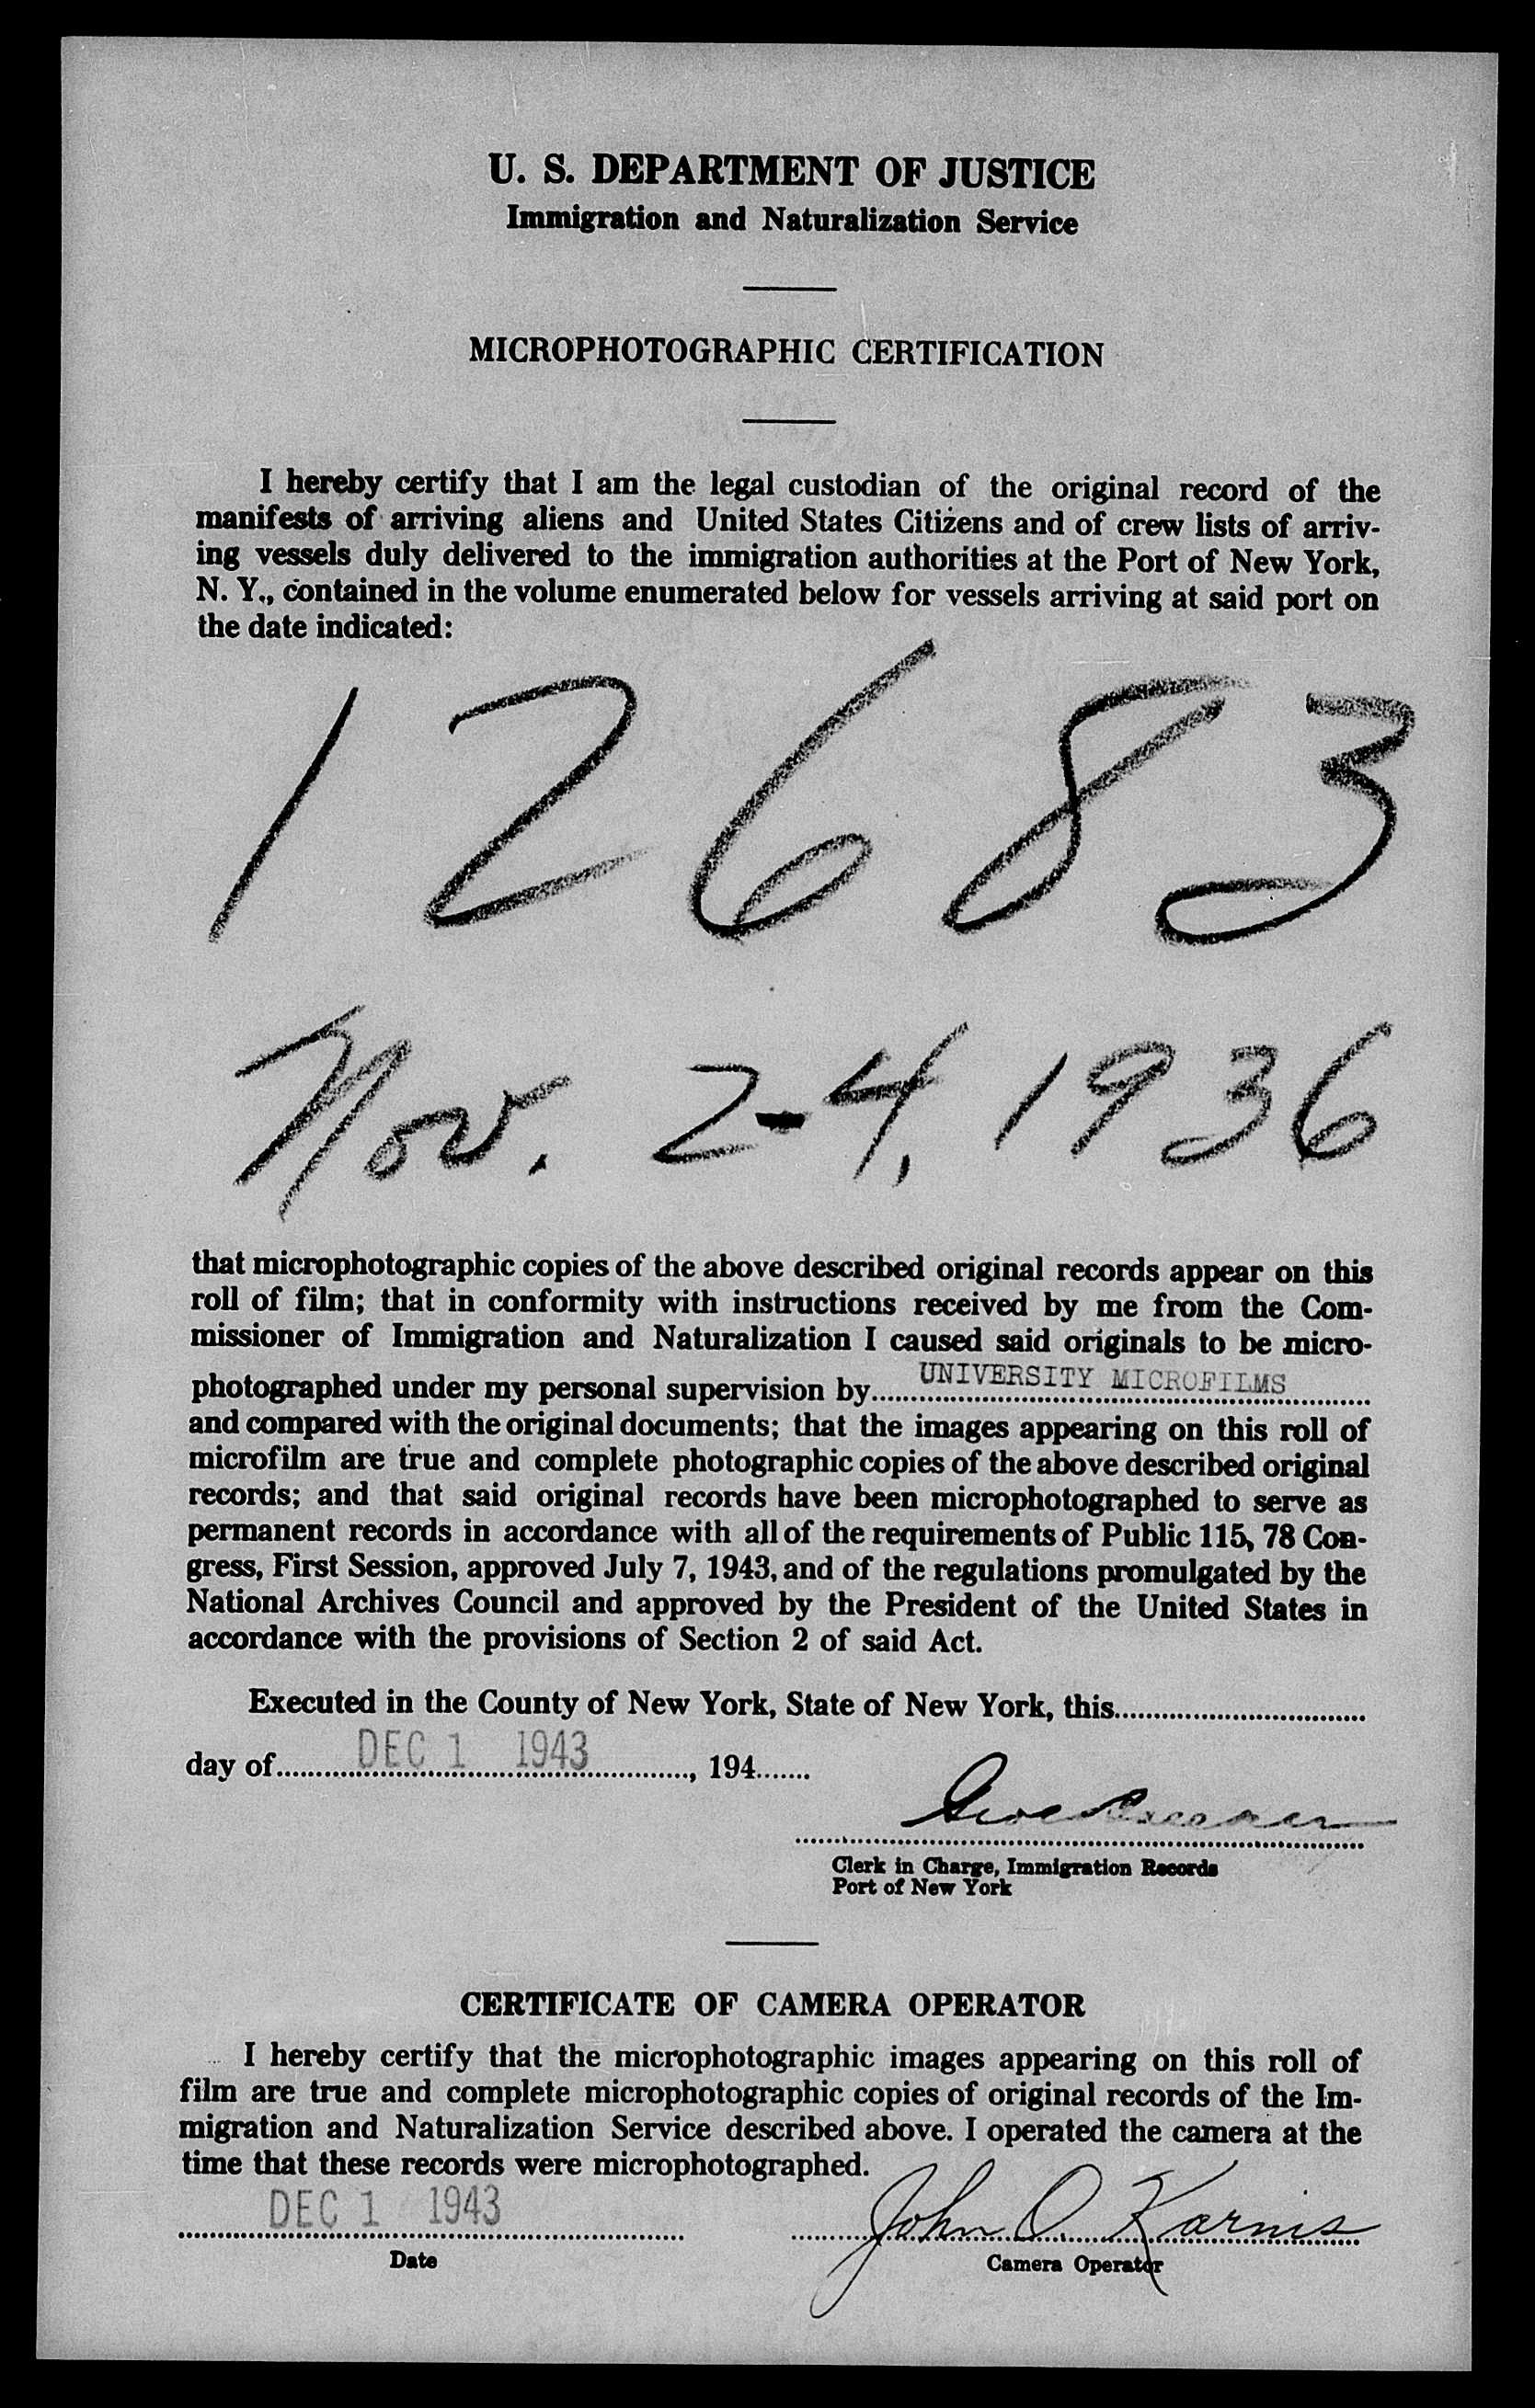 U. S. DEPARTMENT OF JUSTICE
Immigration and Naturalization Service
MICROPHOTOGRAPHIC CERTIFICATION
I hereby certify that I am the legal custodian of the original record of the
manifests of arriving aliens and United States Citizens and of crew lists of arriv-
ing vessels duly delivered to the immigration authorities at the Port of New York,
N. Y., contained in the volume enumerated below for vessels arriving at said port on
the date indicated:
12683
Nov. 2-4, 1936
that microphotographic copies of the above described original records appear on this
roll of film; that in conformity with instructions received by me from the Com-
missioner of Immigration and Naturalization I caused said originals to be micro-
photographed under my personal supervision by UNIVERSITY MICROFILMS
and compared with the original documents; that the images appearing on this roll of
microfilm are true and complete photographic copies of the above described original
records; and that said original records have been microphotographed to serve as
permanent records in accordance with all of the requirements of Public 115, 78 Con-
gress, First Session, approved July 7, 1943, and of the regulations promulgated by the
National Archives Council and approved by the President of the United States in
accordance with the provisions of Section 2 of said Act.
Executed in the County of New York, State of New York, this
day of DEC 1 1943, 194
Clerk in Charge, Immigration Records
Port of New York
CERTIFICATE OF CAMERA OPERATOR
I hereby certify that the microphotographic images appearing on this roll of
film are true and complete microphotographic copies of original records of the Im-
migration and Naturalization Service described above. I operated the camera at the
time that these records were microphotographed.
DEC 1 1943 John O. Karnis
Date Camera Operator